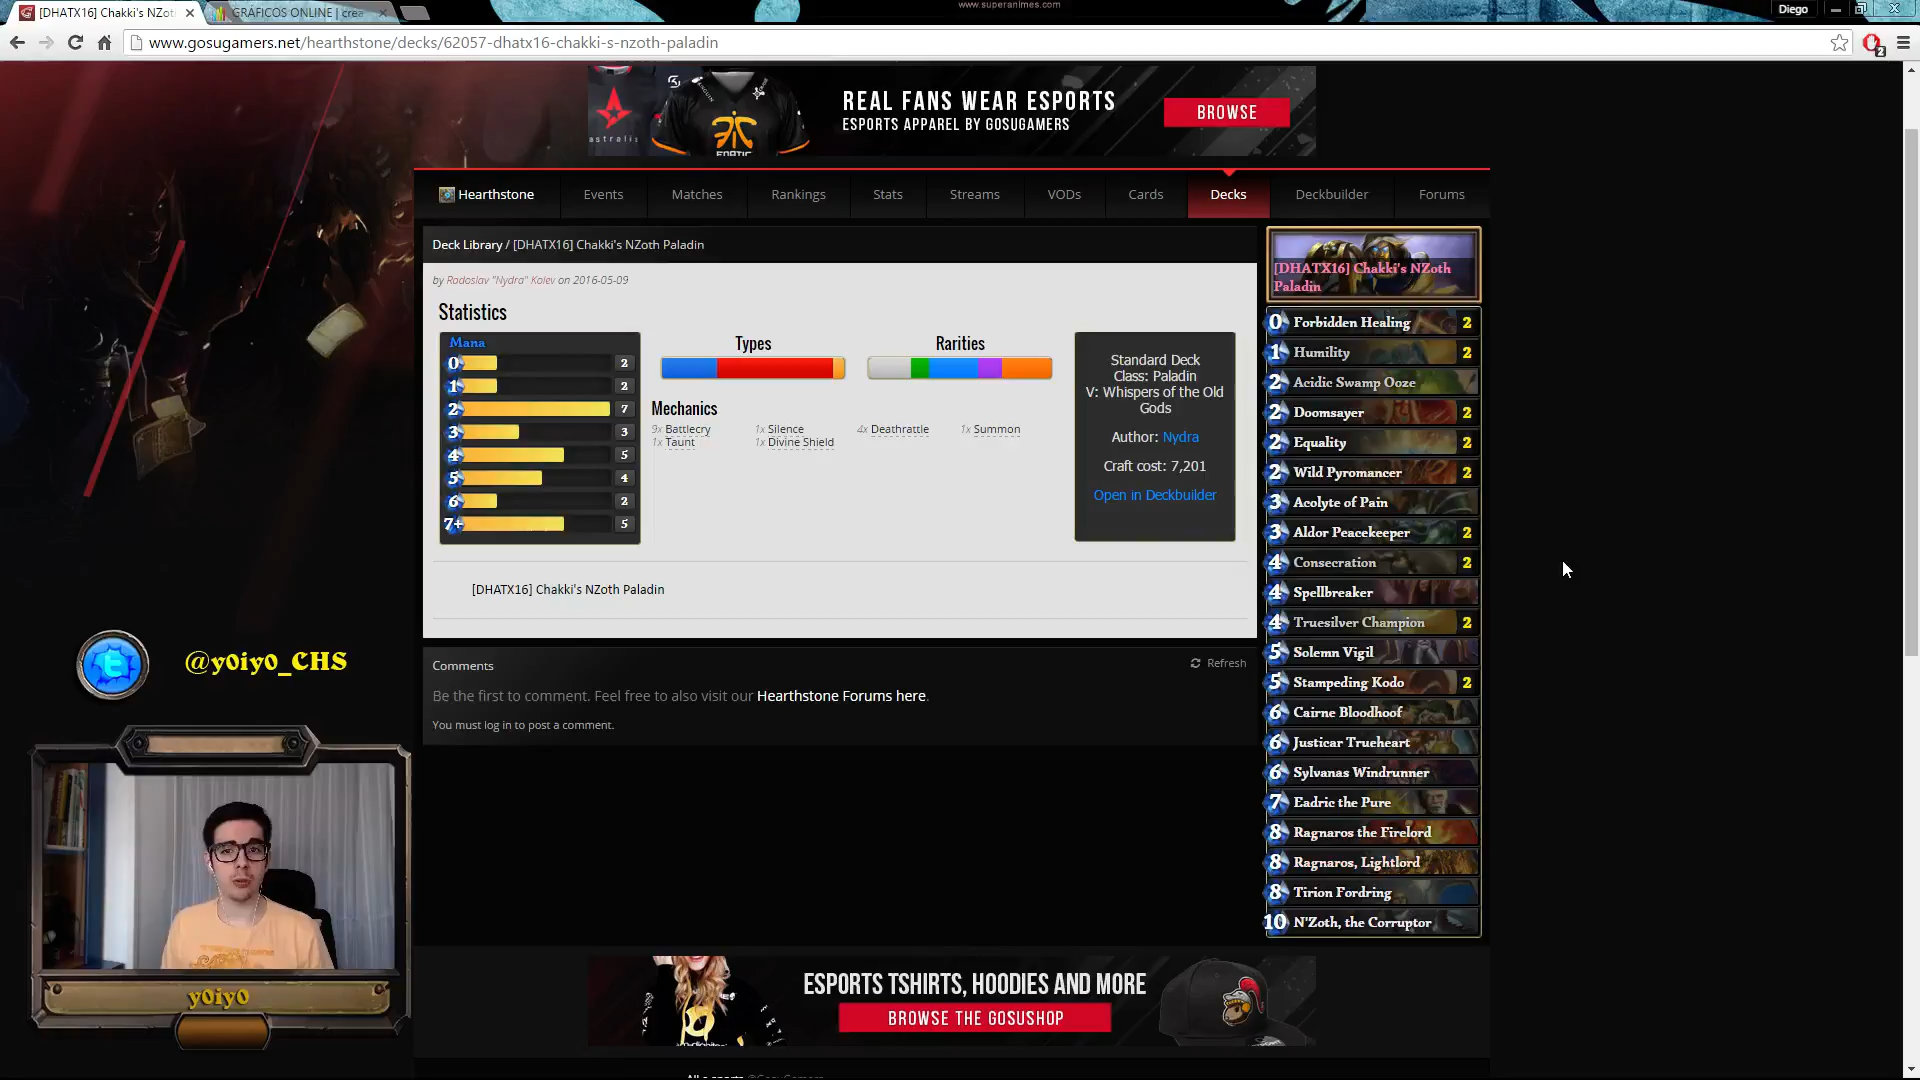 [DHATX16] Chakki's NZo
GRÁFICOS ONLINE | crea
www.superanimes.com
Diego
www.gosugamers.net/hearthstone/decks/62057-dhatx16-chakki-s-nzoth-paladin
2
astralis
FNATIC
REAL FANS WEAR ESPORTS
ESPORTS APPAREL BY GOSUGAMERS
BROWSE
Hearthstone
Events
Matches
Rankings
Stats
Streams
VODs
Cards
Decks
Deckbuilder
Forums
Deck Library / [DHATX16] Chakki's NZoth Paladin
by Radoslav "Nydra" Kolev on 2016-05-09
Statistics
Mana
0 2
1 2
2 7
3 3
4 5
5 4
6 2
7+ 5
Types
Rarities
Mechanics
9x Battlecry 1x Silence 4x Deathrattle 1x Summon
1x Taunt 1x Divine Shield
Standard Deck
Class: Paladin
V: Whispers of the Old
Gods
Author: Nydra
Craft cost: 7,201
Open in Deckbuilder
[DHATX16] Chakki's NZoth Paladin
Comments
Refresh
Be the first to comment. Feel free to also visit our Hearthstone Forums here.
You must log in to post a comment.
[DHATX16] Chakki's NZoth
Paladin
0 Forbidden Healing 2
1 Humility 2
2 Acidic Swamp Ooze
2 Doomsayer 2
2 Equality 2
2 Wild Pyromancer 2
3 Acolyte of Pain
3 Aldor Peacekeeper 2
4 Consecration 2
4 Spellbreaker
4 Truesilver Champion 2
5 Solemn Vigil
5 Stampeding Kodo 2
6 Cairne Bloodhoof
6 Justicar Trueheart
6 Sylvanas Windrunner
7 Eadric the Pure
8 Ragnaros the Firelord
8 Ragnaros, Lightlord
8 Tirion Fordring
10 N'Zoth, the Corruptor
@yoiyo_CHS
yoiyo
ESPORTS TSHIRTS, HOODIES AND MORE
BROWSE THE GOSUSHOP